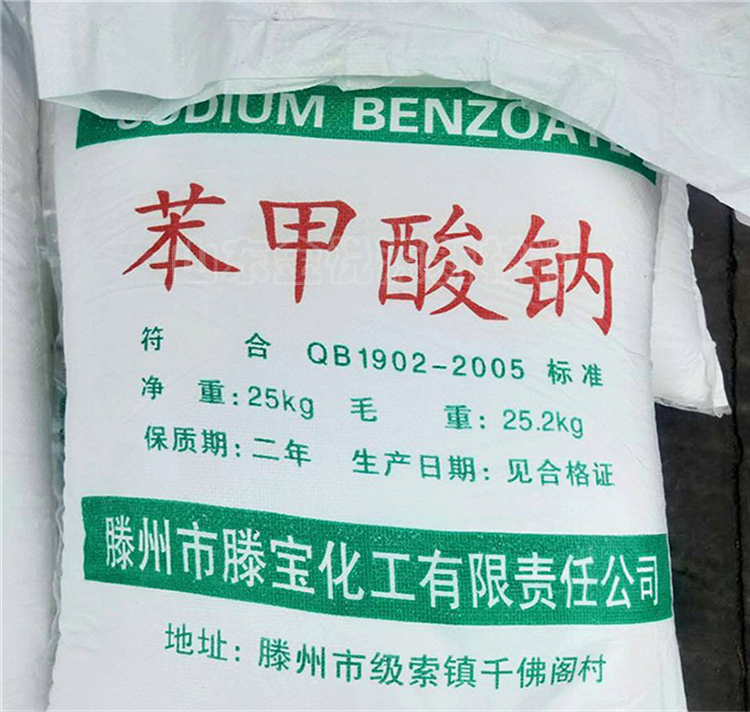 SODIUM BENZOATE
苯甲酸钠
符 合 QB1902-2005 标准
净 重:25kg 毛 重:25.2kg
保质期:二年 生产日期:见合格证
滕州市滕宝化工有限责任公司
地址:滕州市级索镇千佛阁村